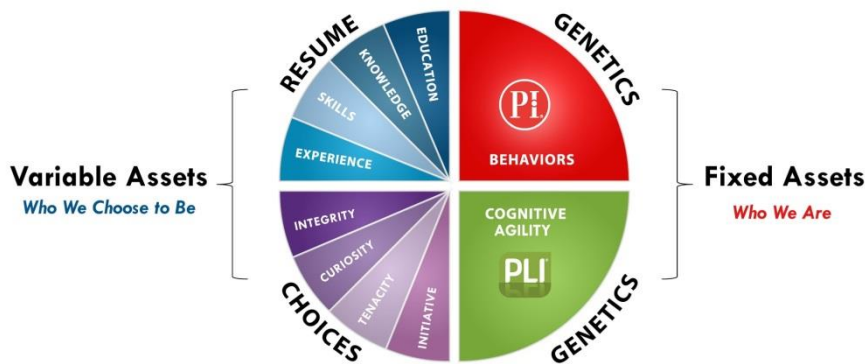 RESUME
EDUCATION
KNOWLEDGE
SKILLS
EXPERIENCE
GENETICS
PI
BEHAVIORS
Variable Assets
Who We Choose to Be
Fixed Assets
Who We Are
INTEGRITY
CURIOSITY
TENACITY
INITIATIVE
CHOICES
COGNITIVE
AGILITY
PLI
GENETICS